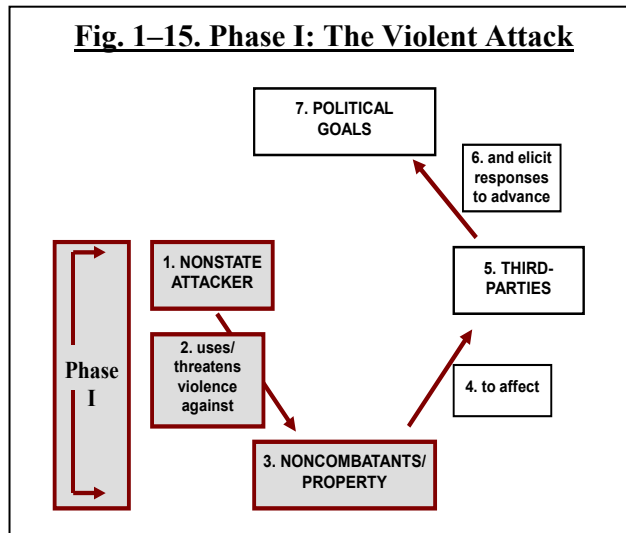 Fig. 1–15. Phase I: The Violent Attack
7. POLITICAL
GOALS
6. and elicit
responses
to advance
1. NONSTATE
ATTACKER
5. THIRD-
PARTIES
2. uses/
threatens
violence
against
Phase
I
4. to affect
3. NONCOMBATANTS/
PROPERTY